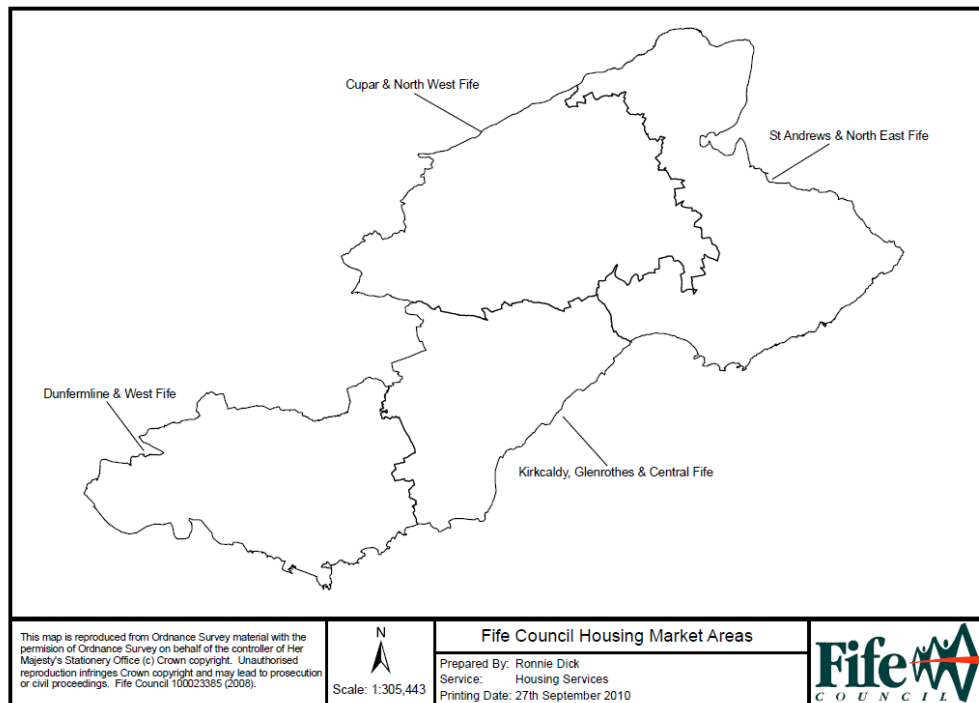 Cupar & North West Fife
St Andrews & North East Fife
Dunfermline & West Fife
Kirkcaldy, Glenrothes & Central Fife
This map is reproduced from Ordnance Survey material with the
permision of Ordnance Survey on behalf of the controller of Her
Majesty's Stationery Office (c) Crown copyright. Unauthorised
reproduction infringes Crown copyright and may lead to prosecution
or civil proceedings. Fife Council 100023385 (2008).
N
Scale: 1:305,443
Fife Council Housing Market Areas
Prepared By: Ronnie Dick
Service: Housing Services
Printing Date: 27th September 2010
Fife
COUNCIL